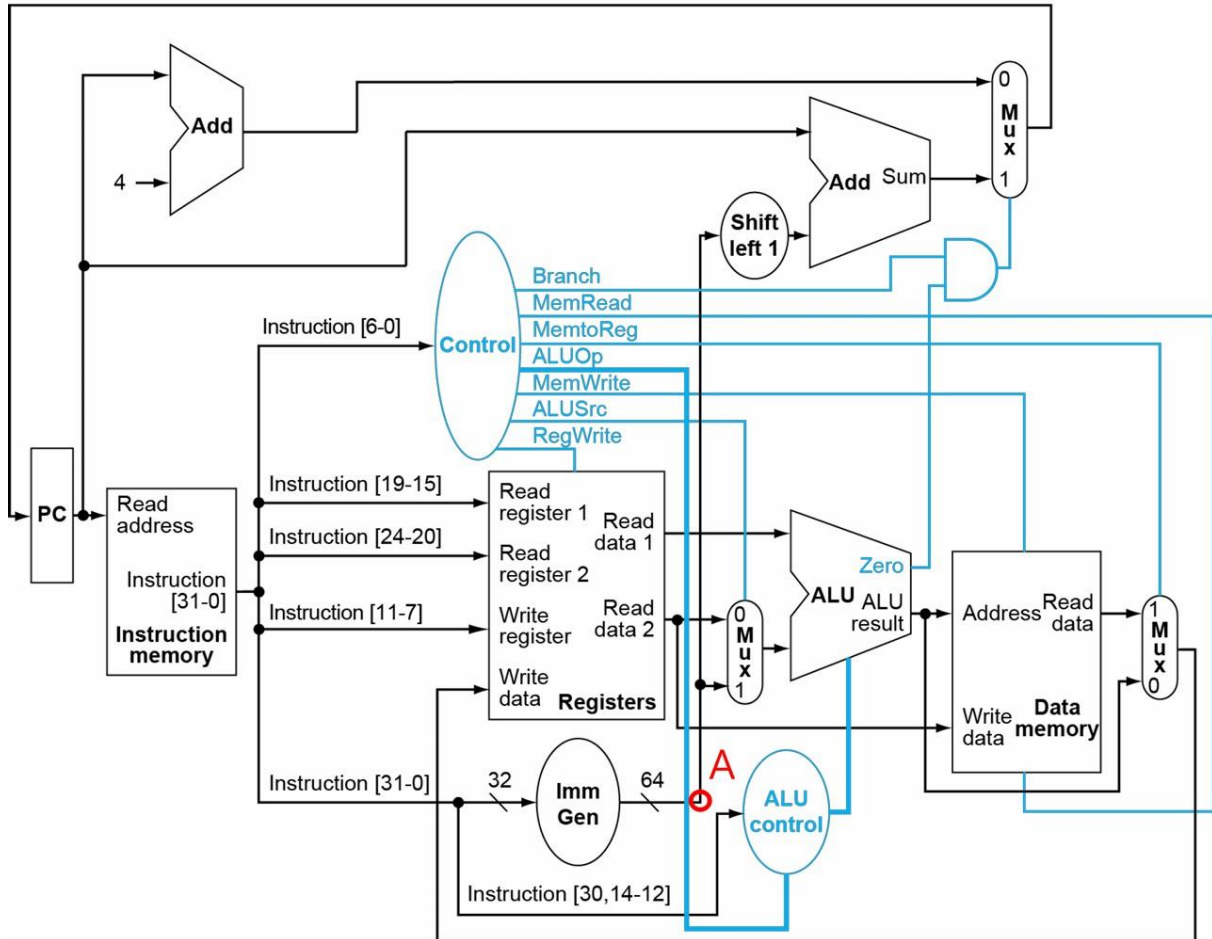 Add
4
0
Mux
1
Add
Sum
Shift
left 1
Branch
MemRead
MemtoReg
ALUOp
MemWrite
ALUSrc
RegWrite
Control
Instruction [6-0]
Instruction [19-15]
Instruction [24-20]
Instruction [11-7]
Instruction [31-0]
PC
Read
address
Instruction
[31-0]
Instruction
memory
Read
register 1
Read
register 2
Write
register
Write
data
Read
data 1
Read
data 2
Registers
0
Mux
1
Zero
ALU
ALU
result
Address
Read
data
Write
data
Data
memory
1
Mux
0
32
Imm
Gen
64
A
ALU
control
Instruction [30,14-12]